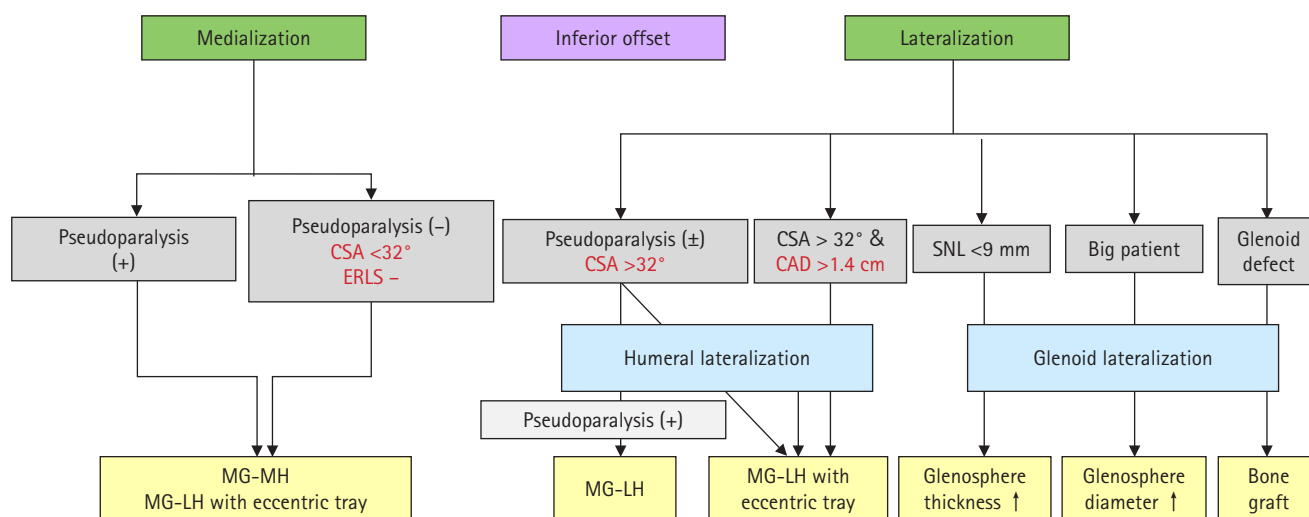 Medialization
Inferior offset
Lateralization
Pseudoparalysis
(+)
Pseudoparalysis (–)
CSA <32°
ERLS –
Pseudoparalysis (±)
CSA >32°
CSA > 32° &
CAD >1.4 cm
SNL <9 mm
Big patient
Glenoid
defect
Humeral lateralization
Glenoid lateralization
Pseudoparalysis (+)
MG-MH
MG-LH with eccentric tray
MG-LH
MG-LH with
eccentric tray
Glenosphere
thickness ↑
Glenosphere
diameter ↑
Bone
graft